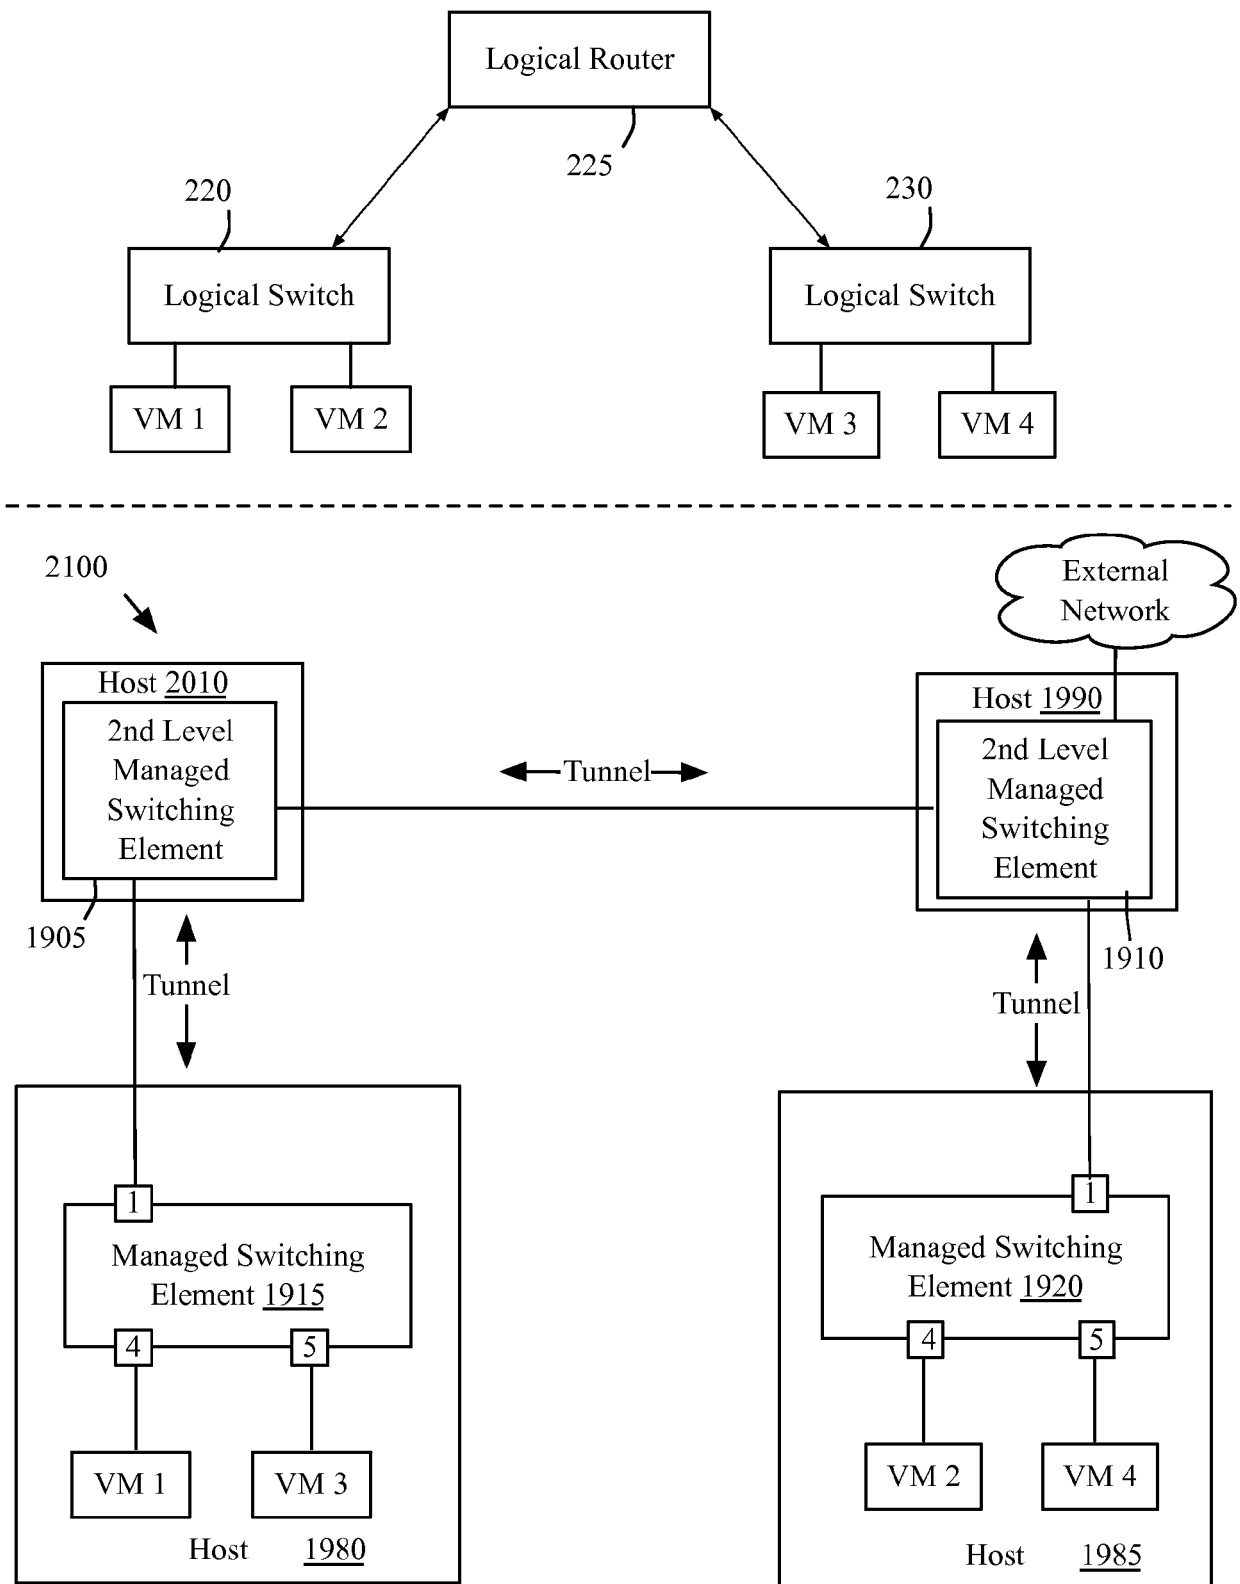 Logical Router
225
220
230
Logical Switch
Logical Switch
VM 1
VM 2
VM 3
VM 4
2100
External
Network
Host 2010
Host 1990
2nd Level
Managed
Switching
Element
2nd Level
Managed
Switching
Element
Tunnel
1905
1910
Tunnel
Tunnel
1
1
Managed Switching
Element 1915
Managed Switching
Element 1920
4
5
4
5
VM 1
VM 3
VM 2
VM 4
Host 1980
Host 1985